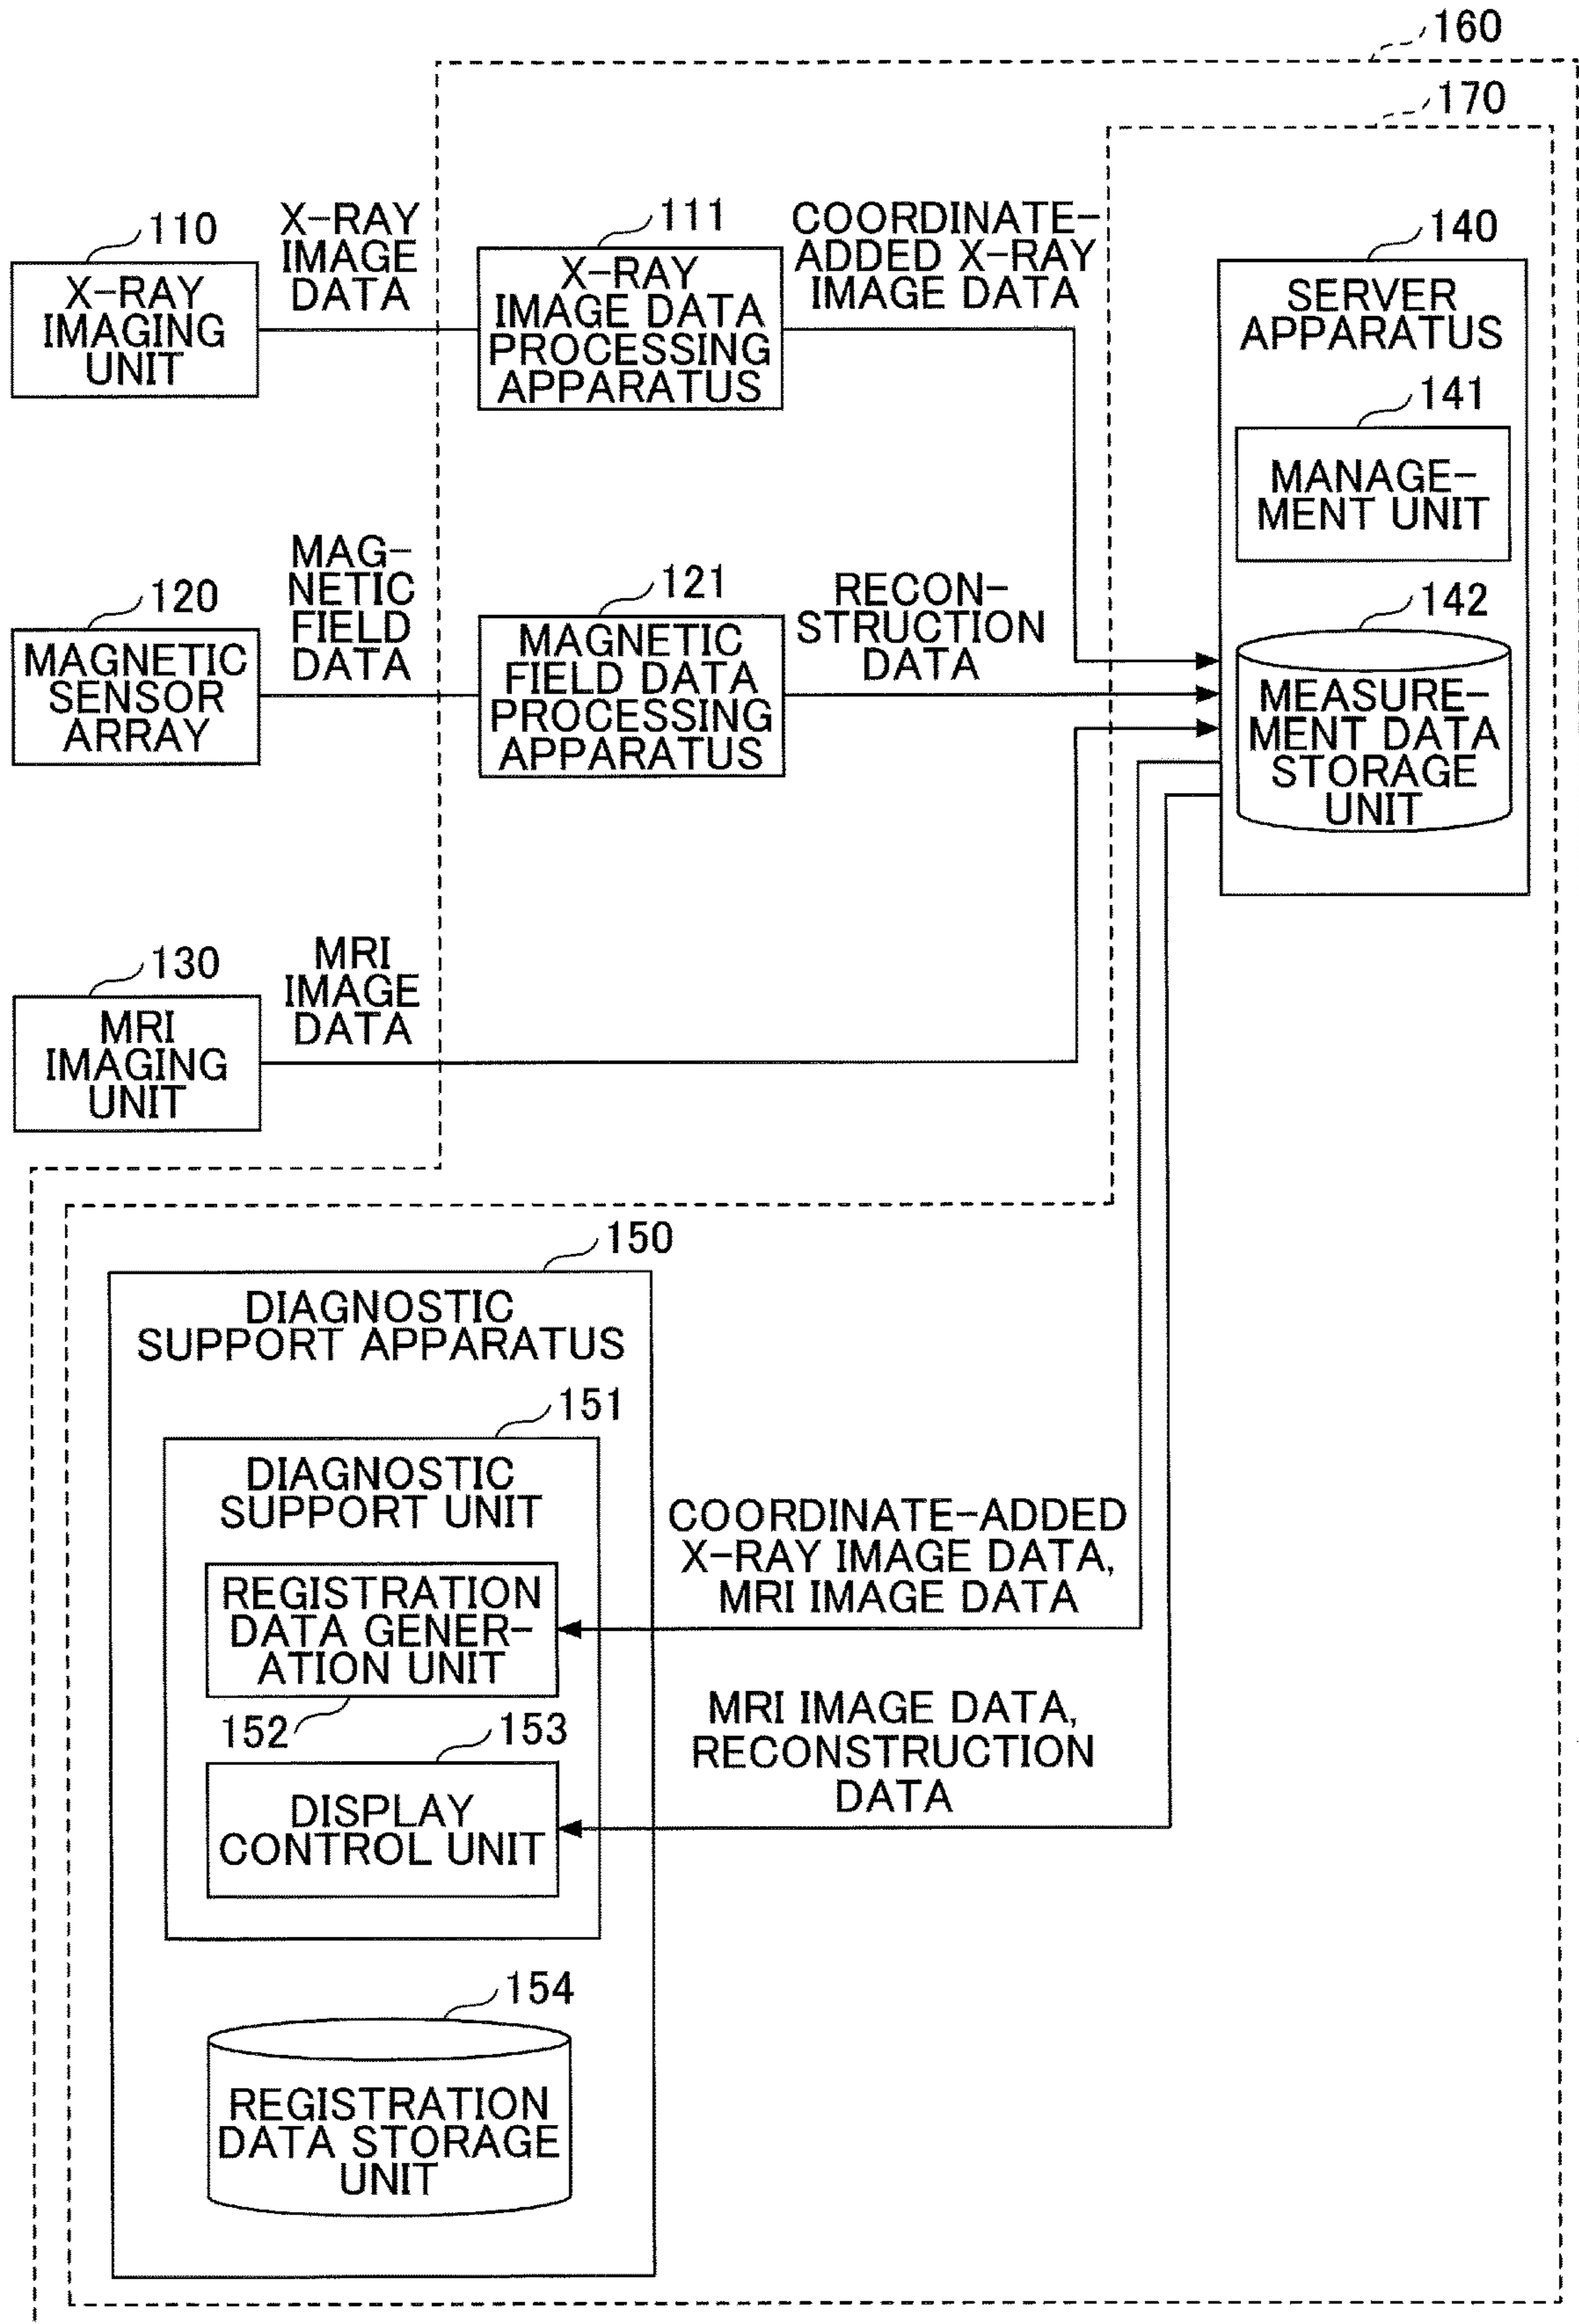 160
170
110
X-RAY
IMAGING
UNIT
X-RAY
IMAGE
DATA
111
X-RAY
IMAGE DATA
PROCESSING
APPARATUS
COORDINATE-
ADDED X-RAY
IMAGE DATA
140
SERVER
APPARATUS
141
MANAGE-
MENT UNIT
142
MEASURE-
MENT DATA
STORAGE
UNIT
120
MAGNETIC
SENSOR
ARRAY
MAG-
NETIC
FIELD
DATA
121
MAGNETIC
FIELD DATA
PROCESSING
APPARATUS
RECON-
STRUCTION
DATA
130
MRI
IMAGING
UNIT
MRI
IMAGE
DATA
150
DIAGNOSTIC
SUPPORT APPARATUS
151
DIAGNOSTIC
SUPPORT UNIT
REGISTRATION
DATA GENER-
ATION UNIT
152
COORDINATE-ADDED
X-RAY IMAGE DATA,
MRI IMAGE DATA
153
DISPLAY
CONTROL UNIT
MRI IMAGE DATA,
RECONSTRUCTION
DATA
154
REGISTRATION
DATA STORAGE
UNIT